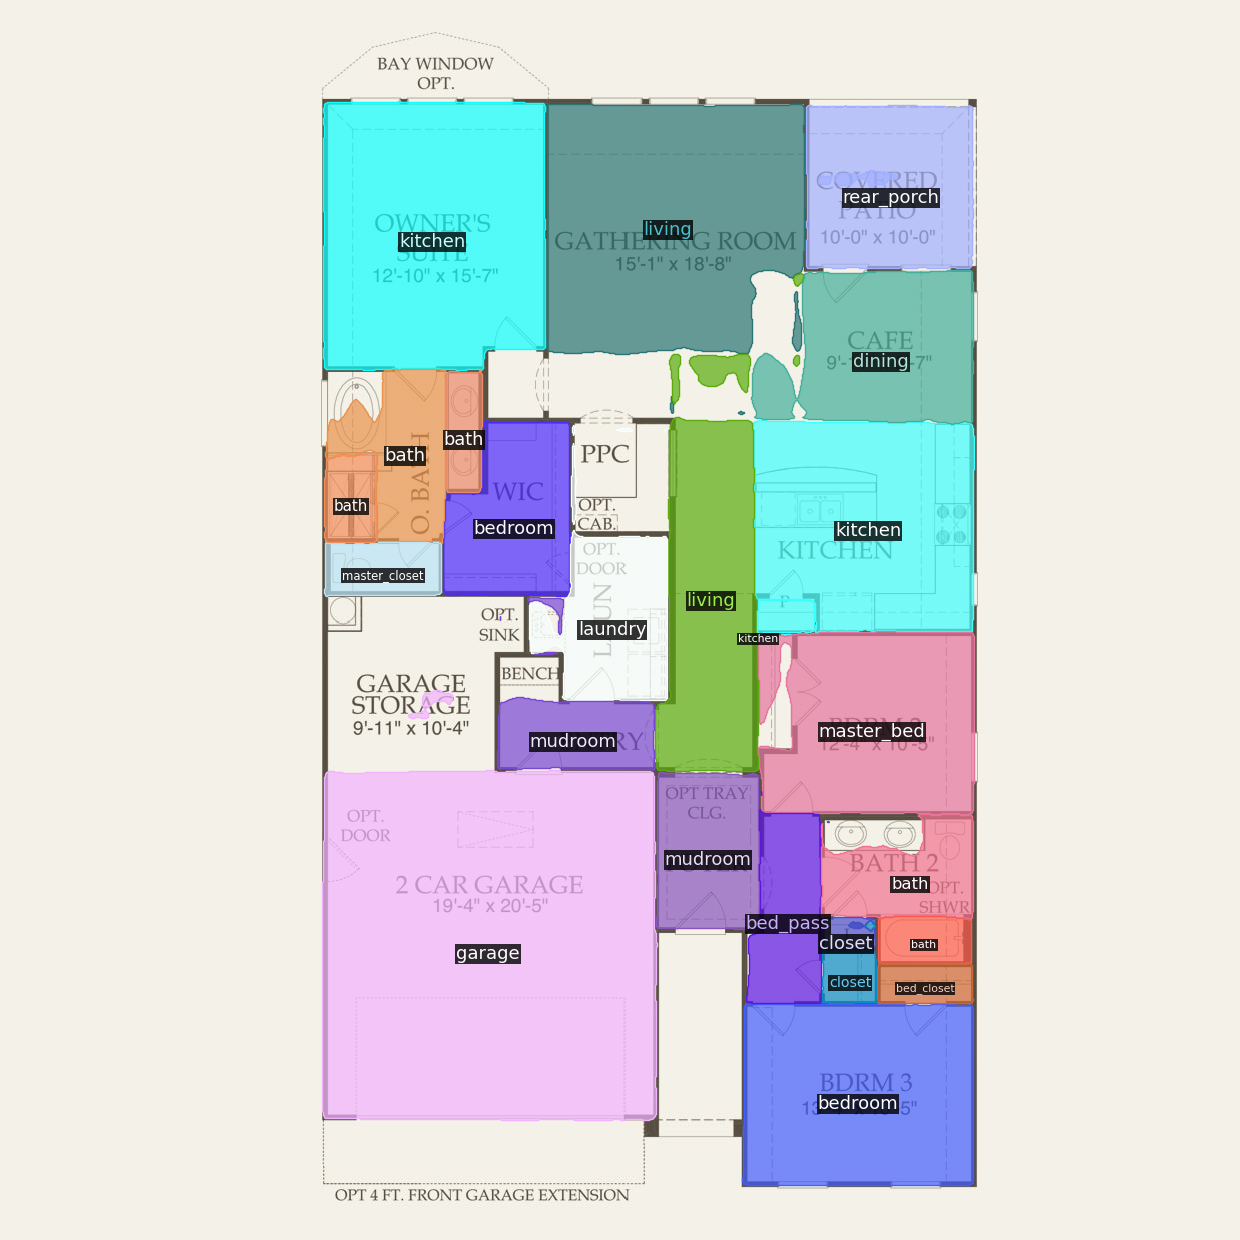 BAY WINDOW
OPT.
OWNER'S
SUITE
kitchen
12'-10" x 15'-7"
living
GATHERING ROOM
15'-1" x 18'-8"
COVERED
rear_porch
PATIO
10'-0" x 10'-0"
CAFE
dining
bath
bath
bath
O. BATH
WIC
bedroom
PPC
OPT.
CAB.
OPT.
DOOR
LAUN
laundry
master_closet
living
kitchen
KITCHEN
P
kitchen
OPT.
SINK
BENCH
GARAGE
STORAGE
9'-11" x 10'-4"
mudroom
master_bed
12'-4" x 10'-5"
OPT TRAY
CLG.
mudroom
OPT.
DOOR
2 CAR GARAGE
19'-4" x 20'-5"
garage
BATH 2
bath
OPT.
SHWR
bed_pass
closet
bath
closet
bed_closet
BDRM 3
bedroom
OPT 4 FT. FRONT GARAGE EXTENSION